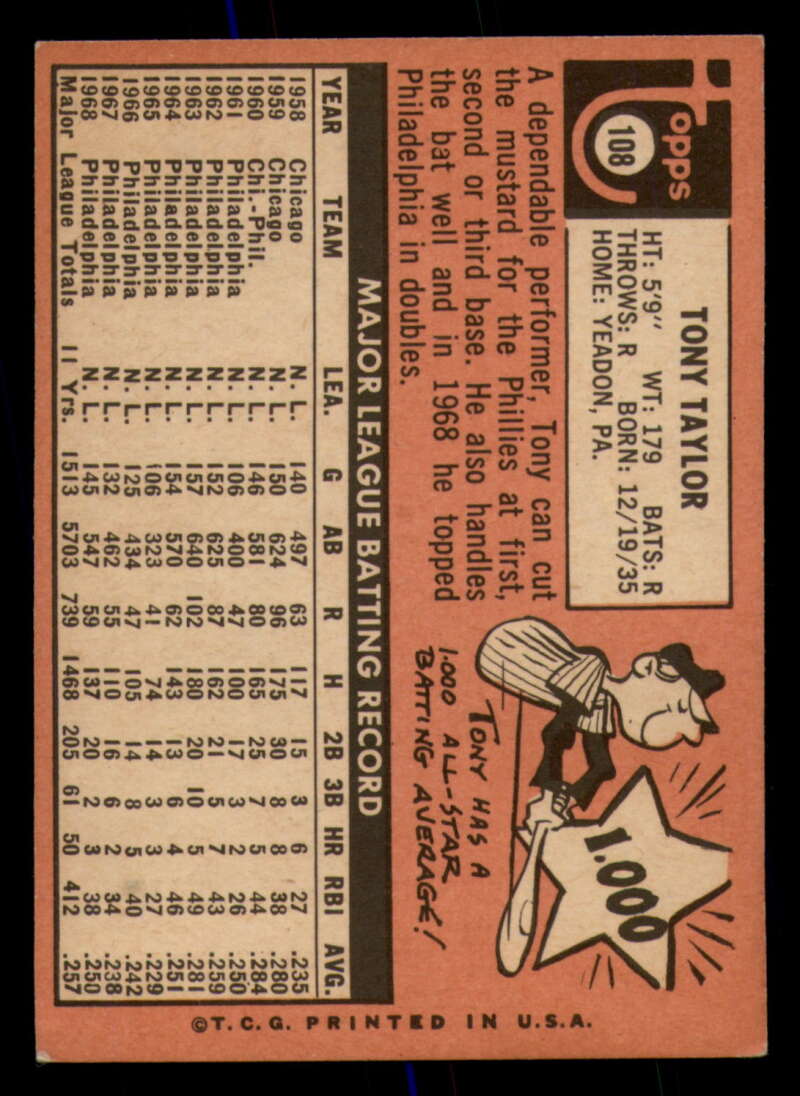 Topps
108
TONY TAYLOR
HT: 5'9" WT: 179 BATS: R
THROWS: R BORN: 12/19/35
HOME: YEADON, PA.
A dependable performer, Tony can cut
the mustard for the Phillies at first,
second or third base. He also handles
the bat well and in 1968 he topped
Philadelphia in doubles.
1.000
TONY HAS A
1.000 ALL-STAR
BATTING AVERAGE!
MAJOR LEAGUE BATTING RECORD
YEAR TEAM LEA. G AB R H 2B 3B HR RBI AVG.
1958 Chicago N. L. 140 497 63 117 15 3 6 27 .235
1959 Chicago N. L. 150 624 96 175 30 8 8 38 .280
1960 Chi.-Phil. N. L. 146 581 80 165 25 7 5 44 .284
1961 Philadelphia N. L. 106 400 47 100 17 3 2 26 .250
1962 Philadelphia N. L. 152 625 87 162 21 5 7 43 .259
1963 Philadelphia N. L. 157 640 102 180 20 10 5 49 .281
1964 Philadelphia N. L. 154 570 62 143 13 6 4 46 .251
1965 Philadelphia N. L. 106 323 41 74 14 3 3 27 .229
1966 Philadelphia N. L. 125 434 47 105 14 8 5 40 .242
1967 Philadelphia N. L. 132 462 55 110 16 6 2 34 .238
1968 Philadelphia N. L. 145 547 59 137 20 2 3 38 .250
Major League Totals 11 Yrs. 1513 5703 739 1468 205 61 50 412 .257
©T.C.G. PRINTED IN U.S.A.